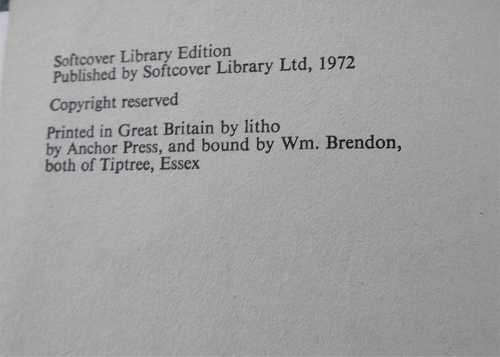 Softcover Library Edition
Published by Softcover Library Ltd, 1972
Copyright reserved
Printed in Great Britain by litho
by Anchor Press, and bound by Wm. Brendon,
both of Tiptree, Essex